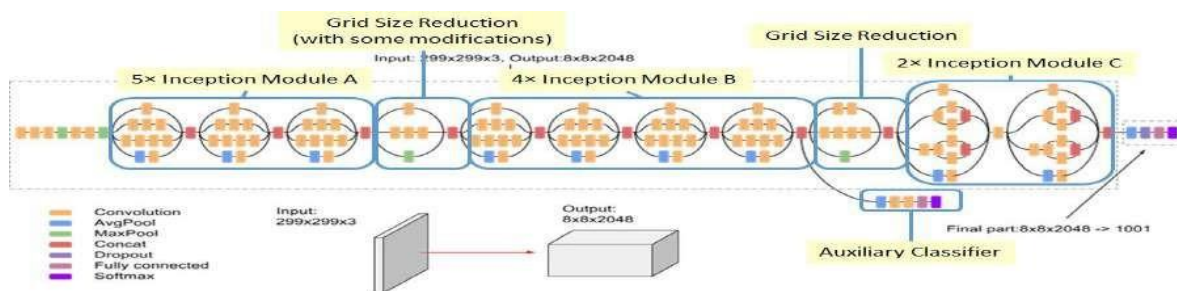 Grid Size Reduction
(with some modifications)
Grid Size Reduction
Input: 299x299x3, Output:8x8x2048
5× Inception Module A
4× Inception Module B
2× Inception Module C
Convolution
AvgPool
MaxPool
Concat
Dropout
Fully connected
Softmax
Input:
299x299x3
Output:
8x8x2048
Final part:8x8x2048 -> 1001
Auxiliary Classifier